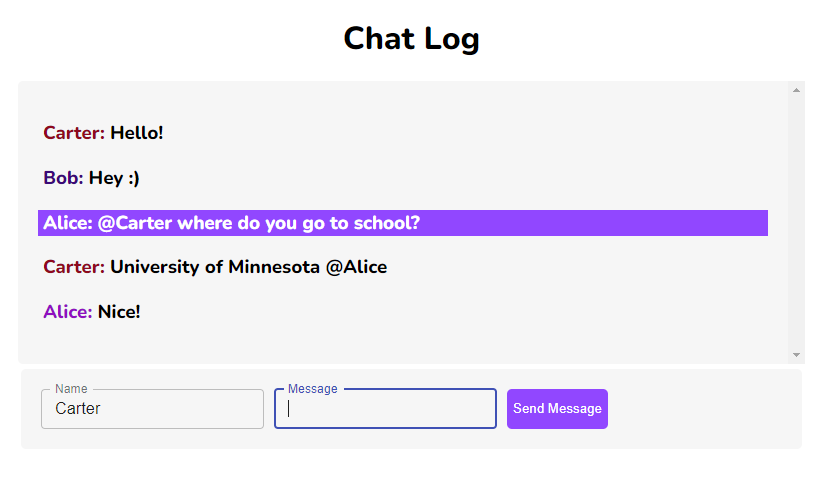 Chat Log
Carter: Hello!
Bob: Hey :)
Alice: @Carter where do you go to school?
Carter: University of Minnesota @Alice
Alice: Nice!
Name
Carter
Message
Send Message